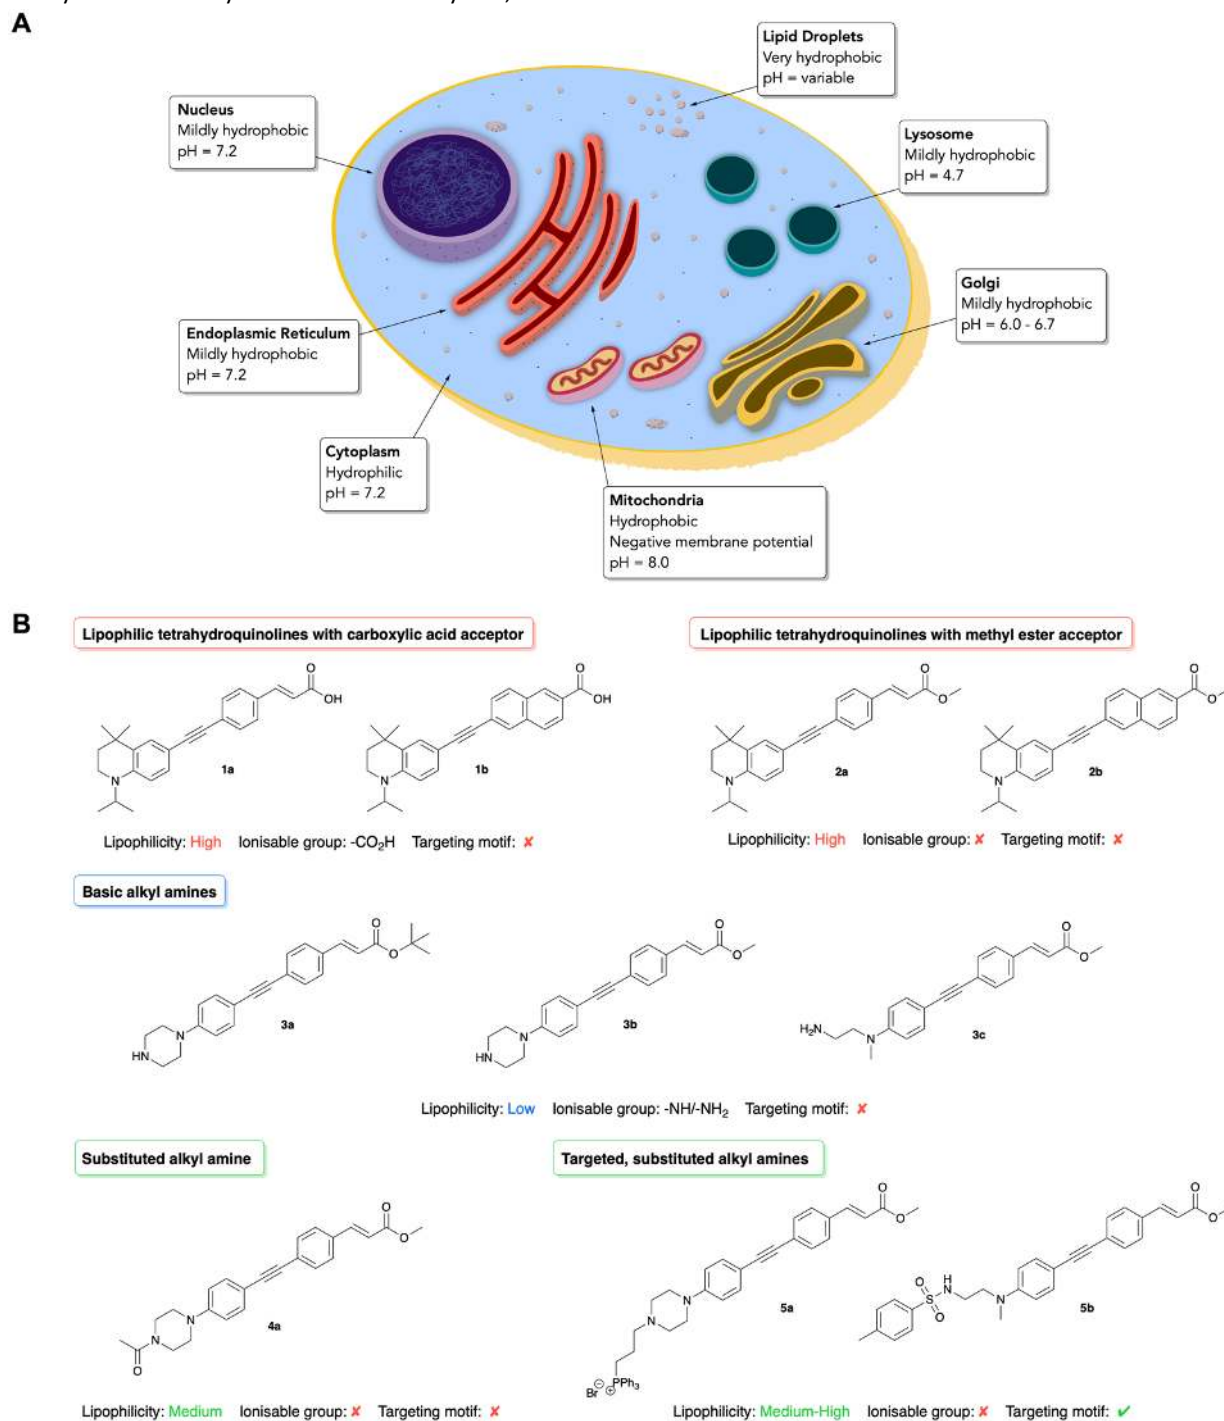 A
Lipid Droplets
Very hydrophobic
pH = variable
Nucleus
Mildly hydrophobic
pH = 7.2
Lysosome
Mildly hydrophobic
pH = 4.7
Golgi
Mildly hydrophobic
pH = 6.0 - 6.7
Endoplasmic Reticulum
Mildly hydrophobic
pH = 7.2
Cytoplasm
Hydrophilic
pH = 7.2
Mitochondria
Hydrophobic
Negative membrane potential
pH = 8.0
B
Lipophilic tetrahydroquinolines with carboxylic acid acceptor
Lipophilic tetrahydroquinolines with methyl ester acceptor
O
OH
N
1a
O
OH
N
1b
O
O
N
2a
O
O
N
2b
Lipophilicity: High Ionisable group: -CO₂H Targeting motif: ✘
Lipophilicity: High Ionisable group: ✘ Targeting motif: ✘
Basic alkyl amines
O
O
N
HN
3a
O
O
N
HN
3b
O
O
H₂N
N
CH₃
3c
Lipophilicity: Low Ionisable group: -NH/-NH₂ Targeting motif: ✘
Substituted alkyl amine
Targeted, substituted alkyl amines
O
O
N
N
O
4a
O
O
N
N
Br⊖
⊕PPh₃
5a
O
O
O
H
N
S
O
N
5b
Lipophilicity: Medium Ionisable group: ✘ Targeting motif: ✘
Lipophilicity: Medium-High Ionisable group: ✘ Targeting motif: ✔